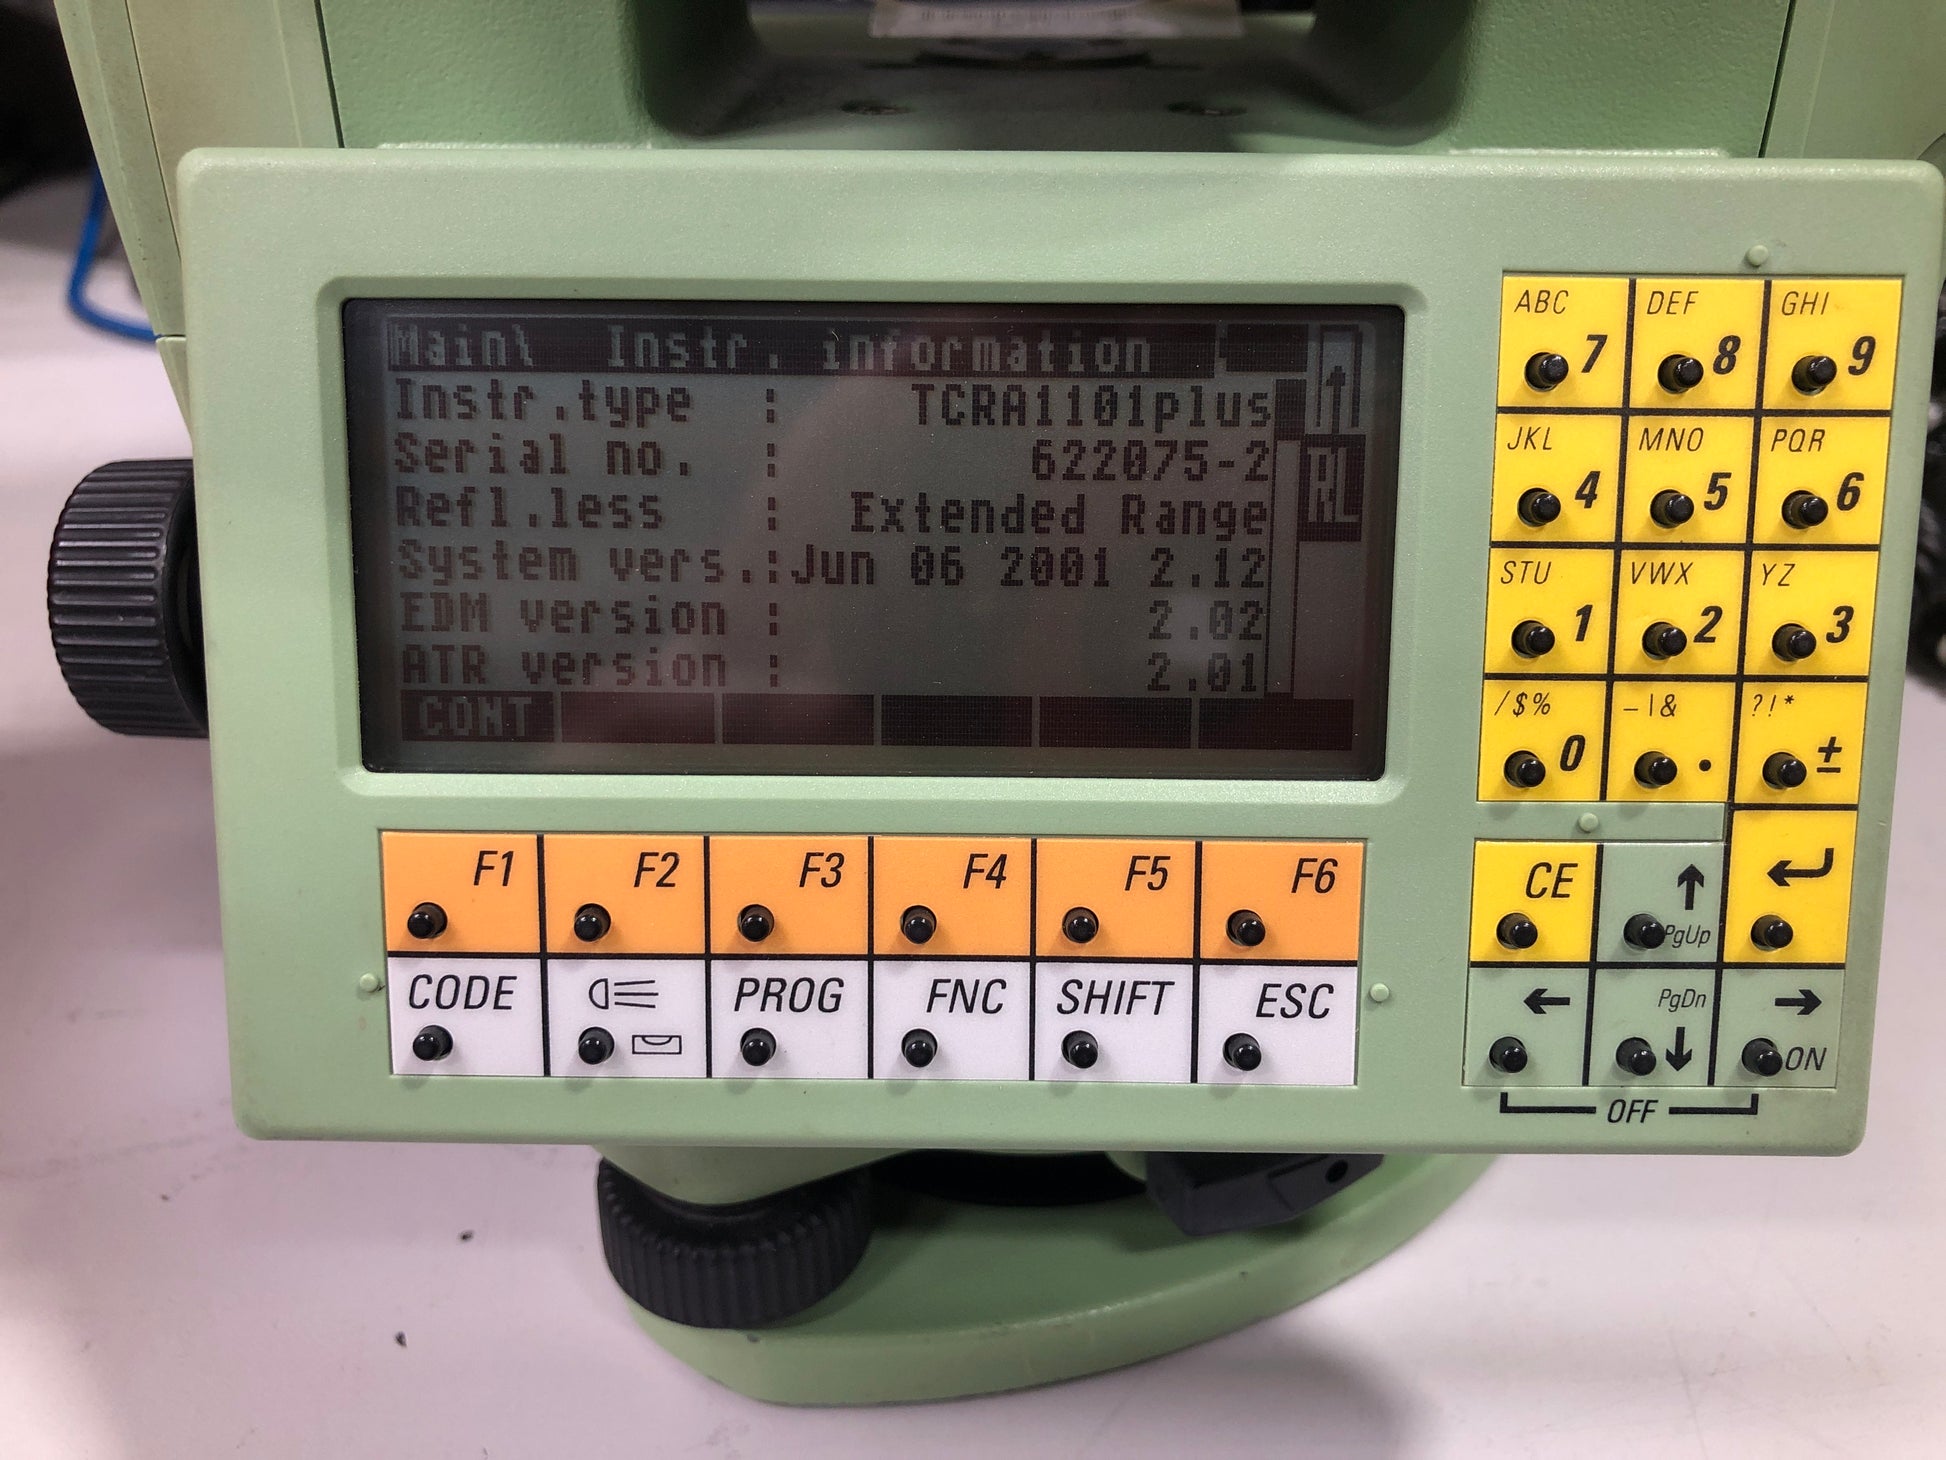 Main\ Instr. information
Instr.type : TCRA1101plus
Serial no. : 622075-2
Refl.less : Extended Range
System vers.:Jun 06 2001 2.12
EDM version : 2.02
ATR version : 2.01
CONT
RL
ABC 7 DEF 8 GHI 9
JKL 4 MNO 5 PQR 6
STU 1 VWX 2 YZ 3
/$% 0 –|& . ?!* ±
F1 F2 F3 F4 F5 F6
CODE PROG FNC SHIFT ESC
CE ↑ PgUp ↵
← PgDn ↓ → ON
OFF